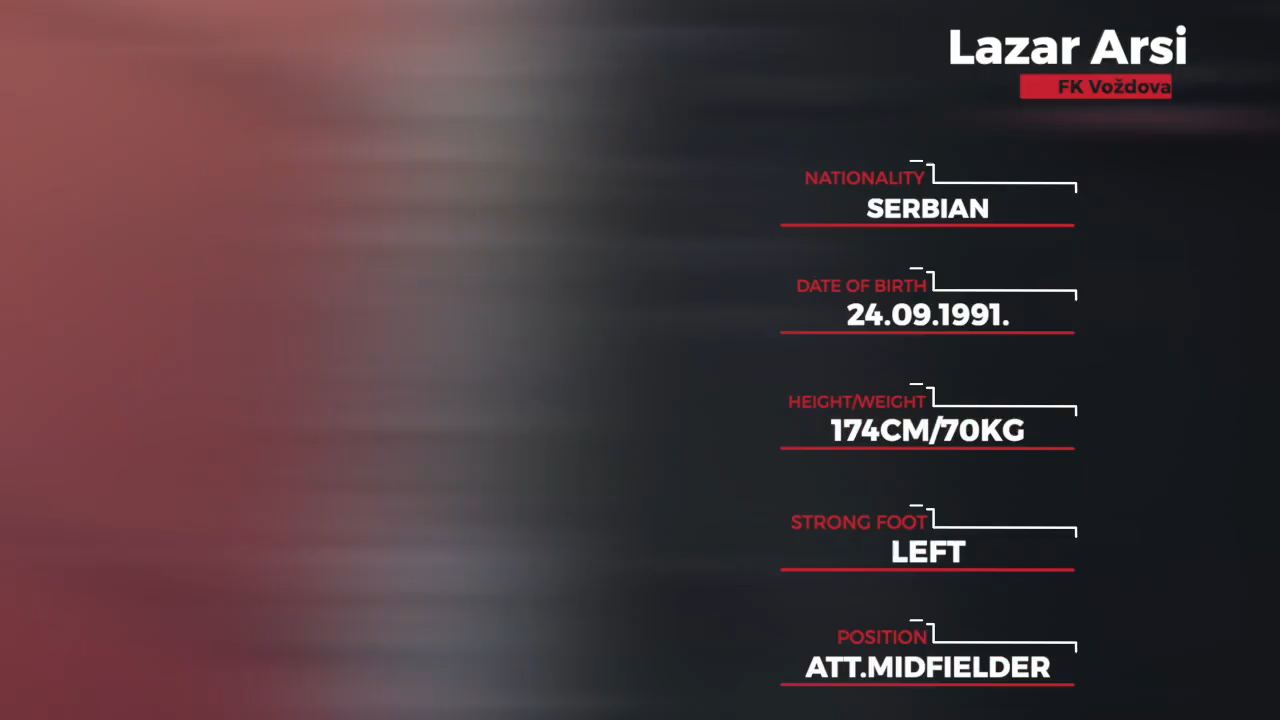 Lazar Arsi
FK Voždova
NATIONALITY
SERBIAN
DATE OF BIRTH
24.09.1991.
HEIGHT/WEIGHT
174CM/70KG
STRONG FOOT
LEFT
POSITION
ATT.MIDFIELDER